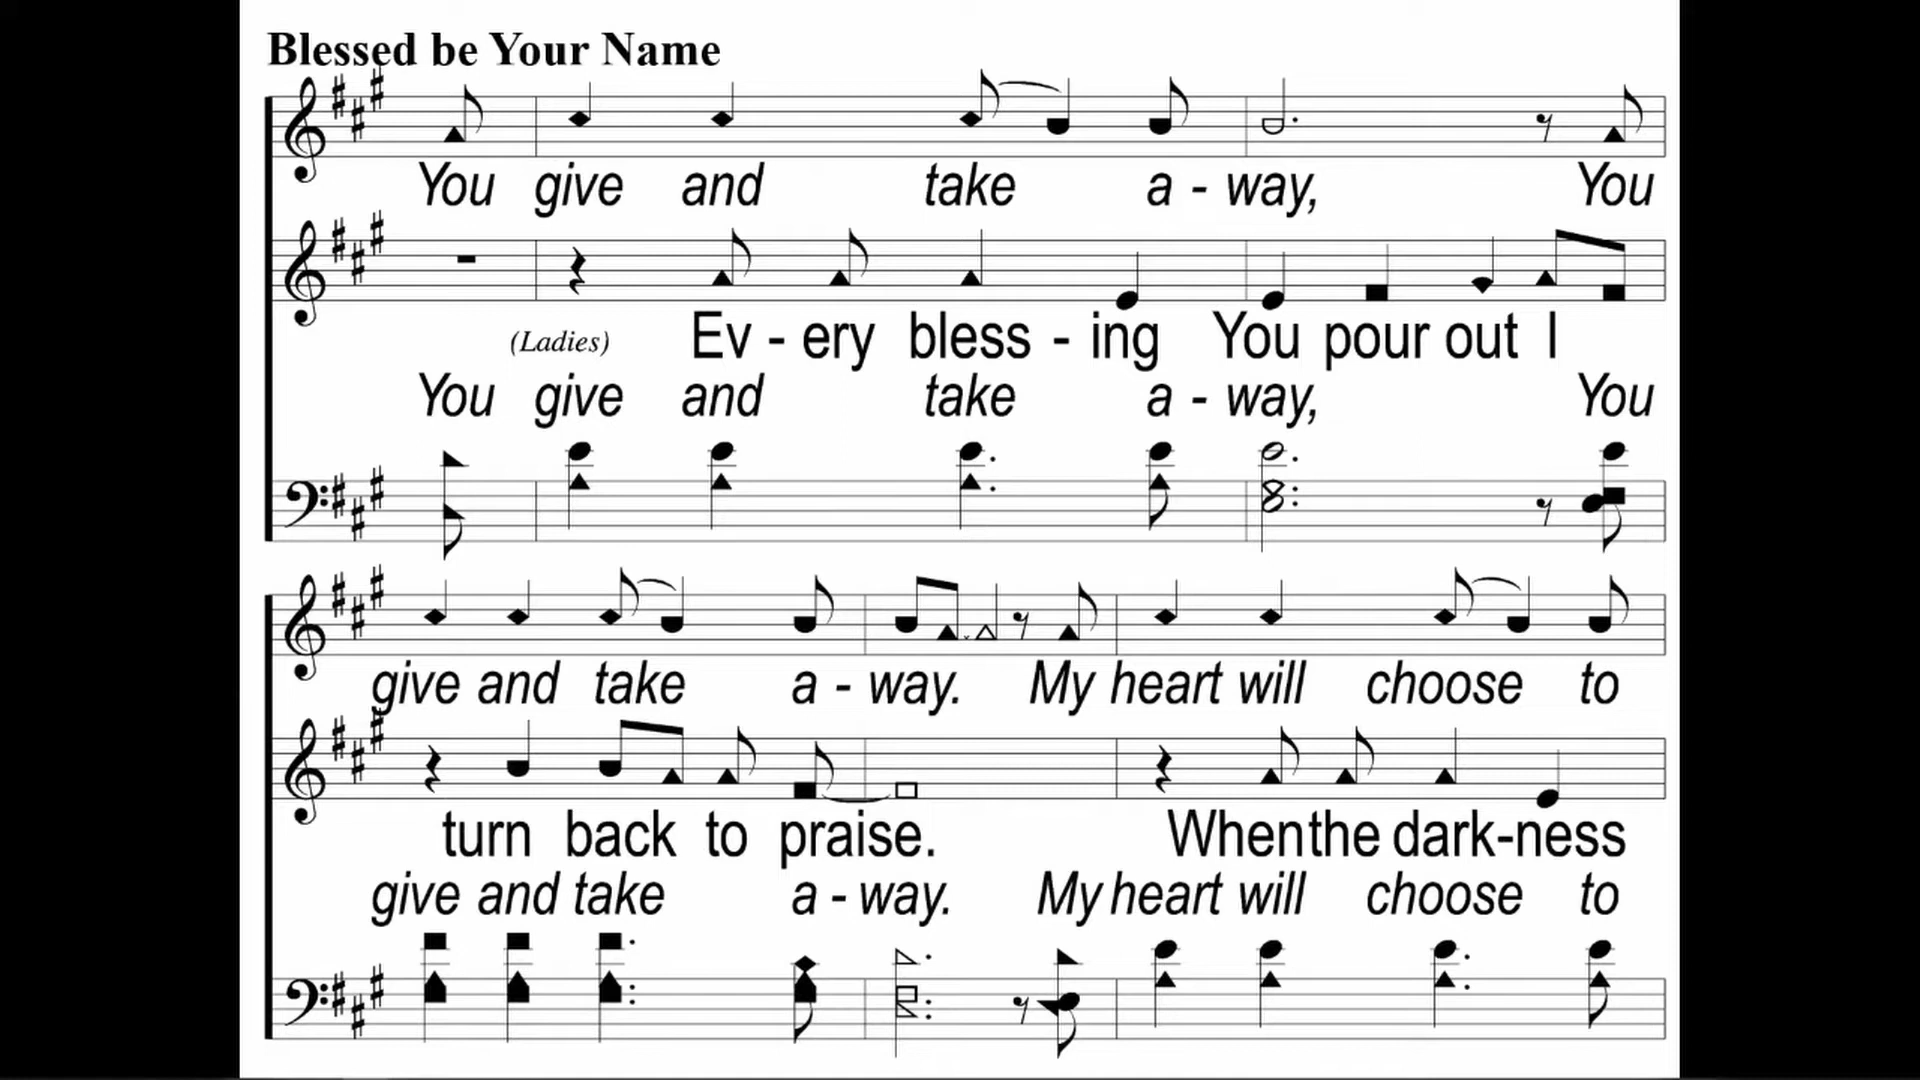 Blessed be Your Name
You give and take a - way, You
(Ladies) Ev - ery bless - ing You pour out I
You give and take a - way, You
give and take a - way. My heart will choose to
turn back to praise. When the dark-ness
give and take a - way. My heart will choose to